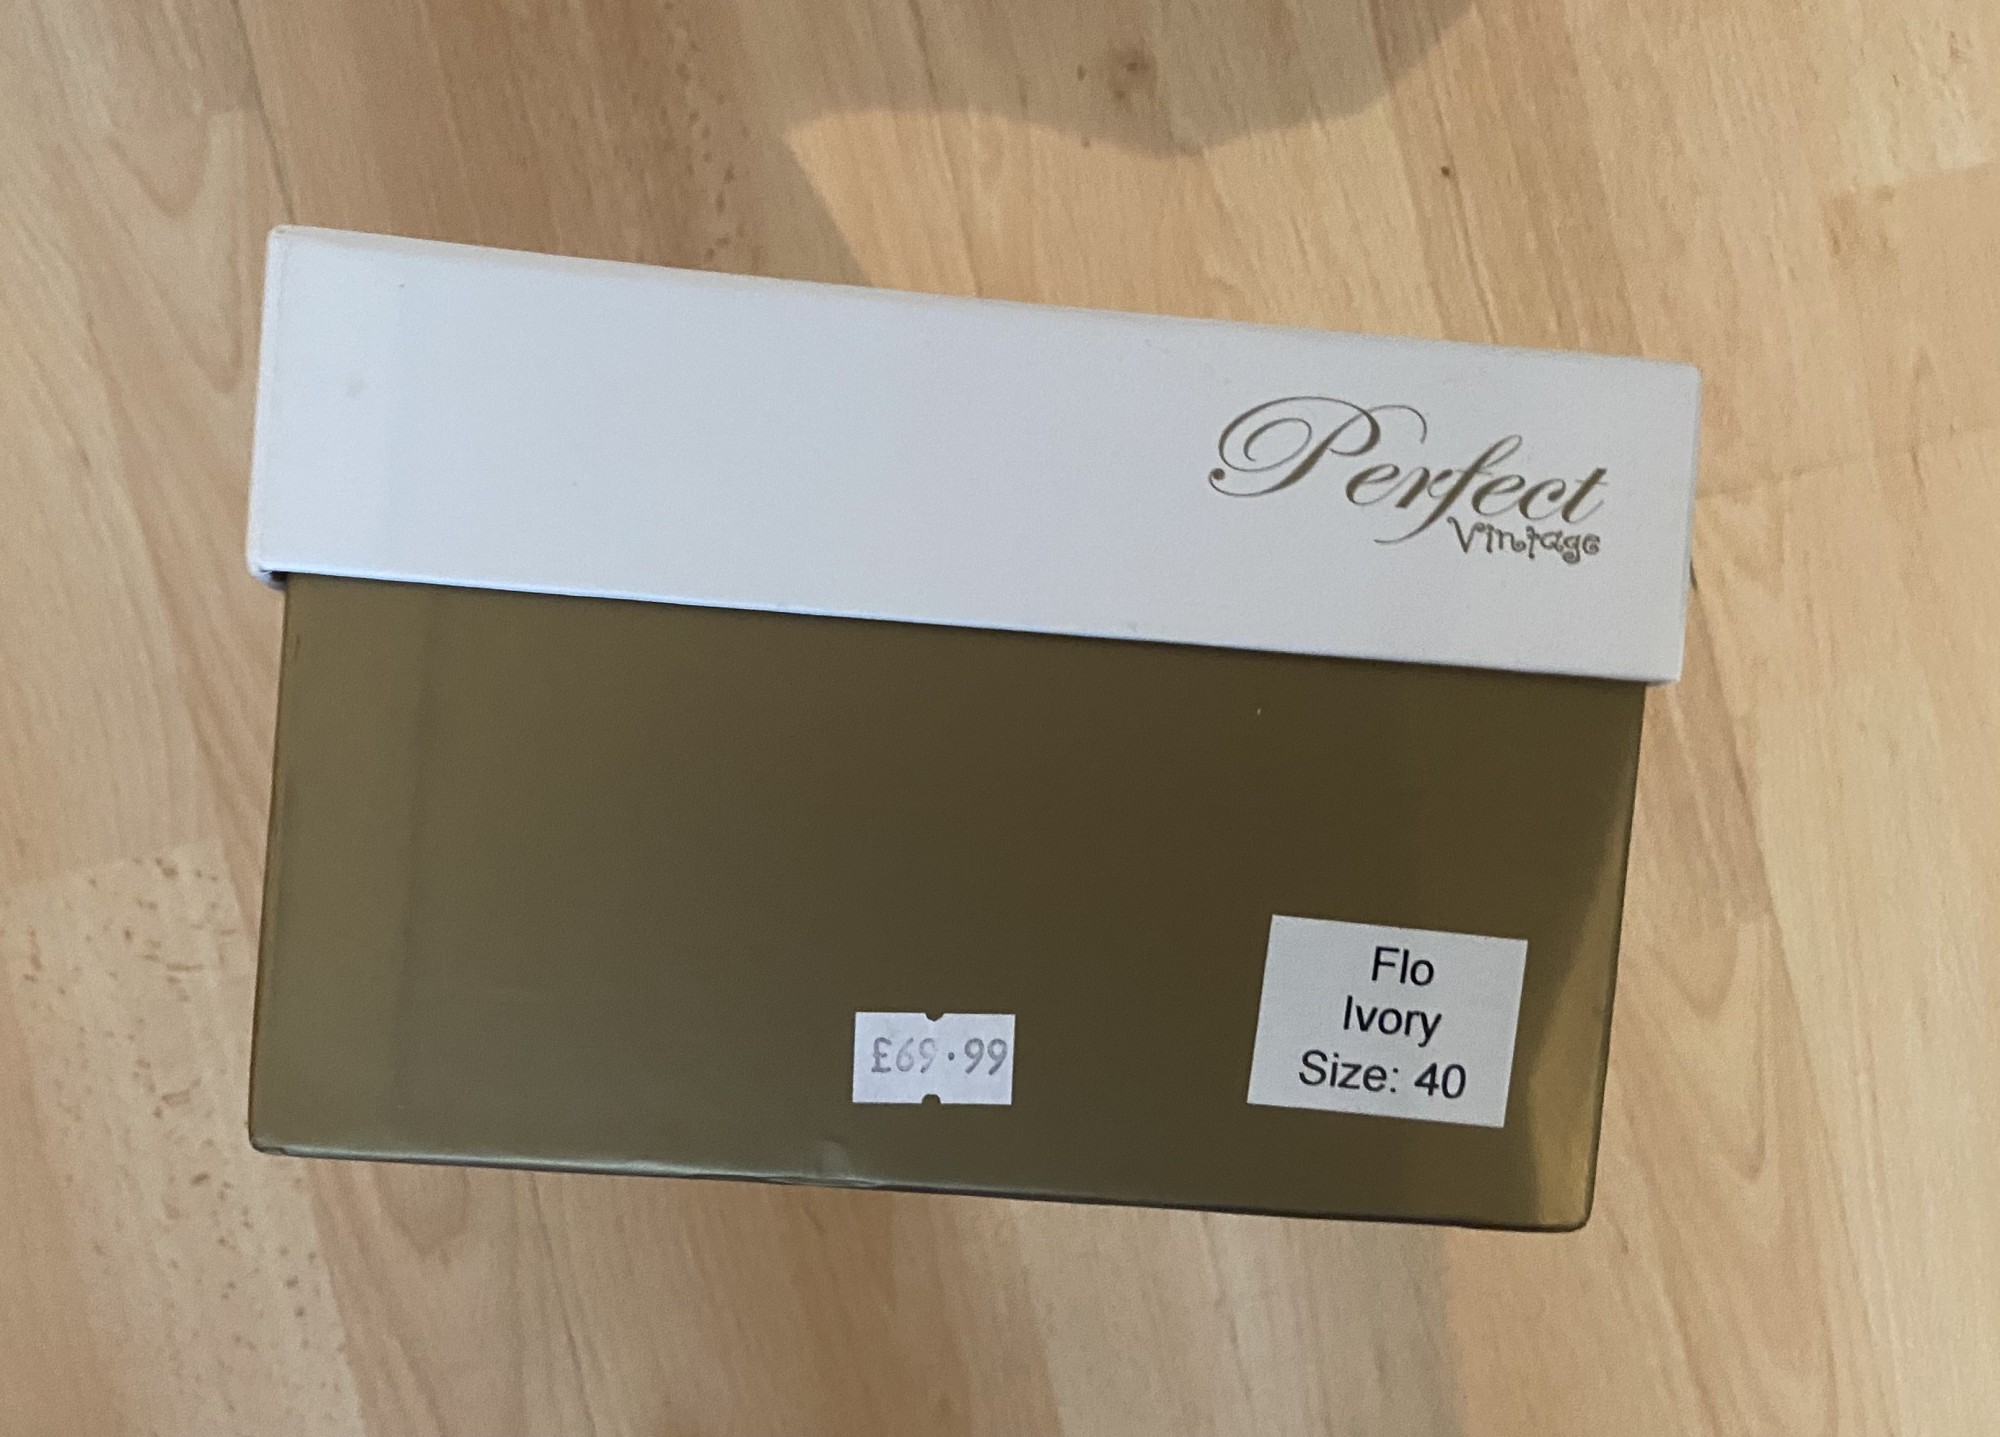 Perfect
Vintage
£69.99
Flo
Ivory
Size: 40